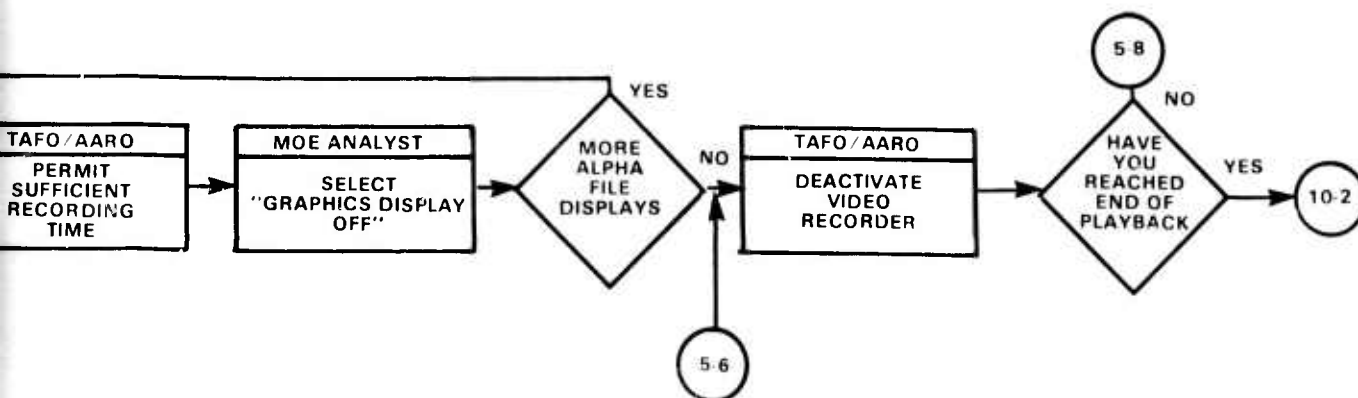 TAFO/AARO
PERMIT
SUFFICIENT
RECORDING
TIME
MOE ANALYST
SELECT
"GRAPHICS DISPLAY
OFF"
MORE
ALPHA
FILE
DISPLAYS
YES
NO
5-6
TAFO/AARO
DEACTIVATE
VIDEO
RECORDER
5-8
NO
HAVE
YOU
REACHED
END OF
PLAYBACK
YES
10-2